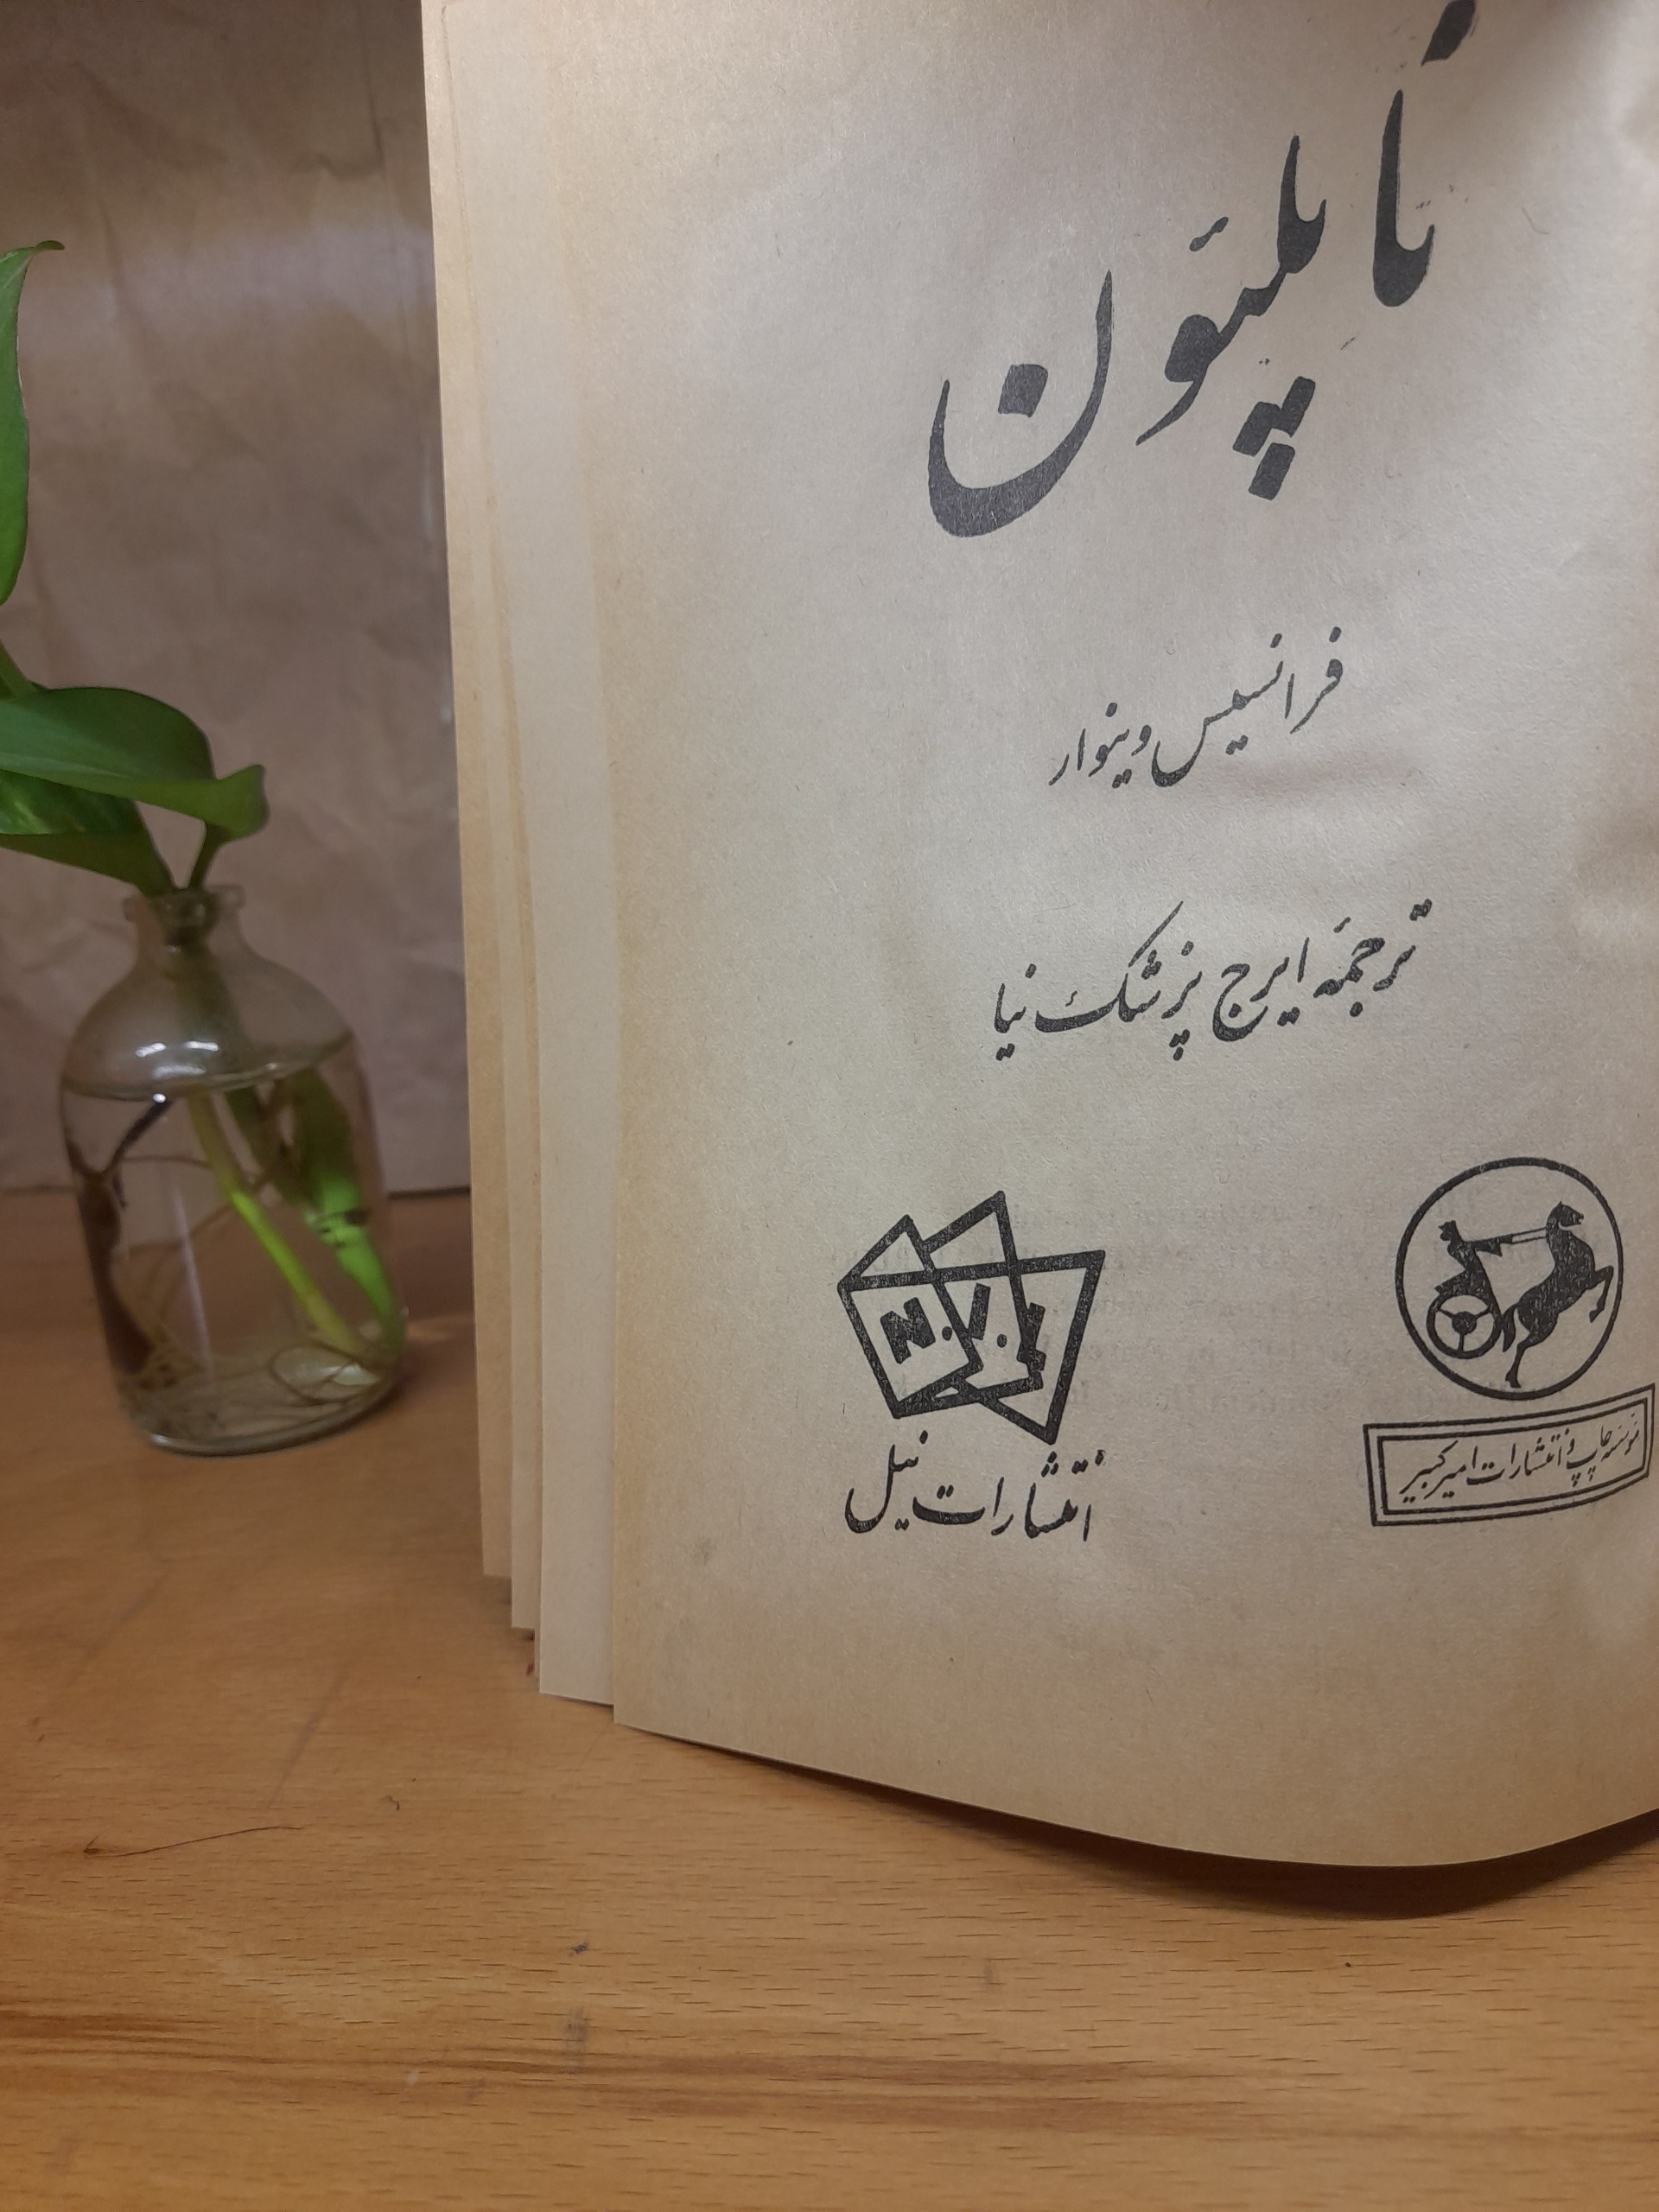 ناپلئون
فرانسیس وینوار
ترجمهٔ ایرج پزشک نیا
N.V.
انتشارات نیل
مؤسسه چاپ و انتشارات امیرکبیر